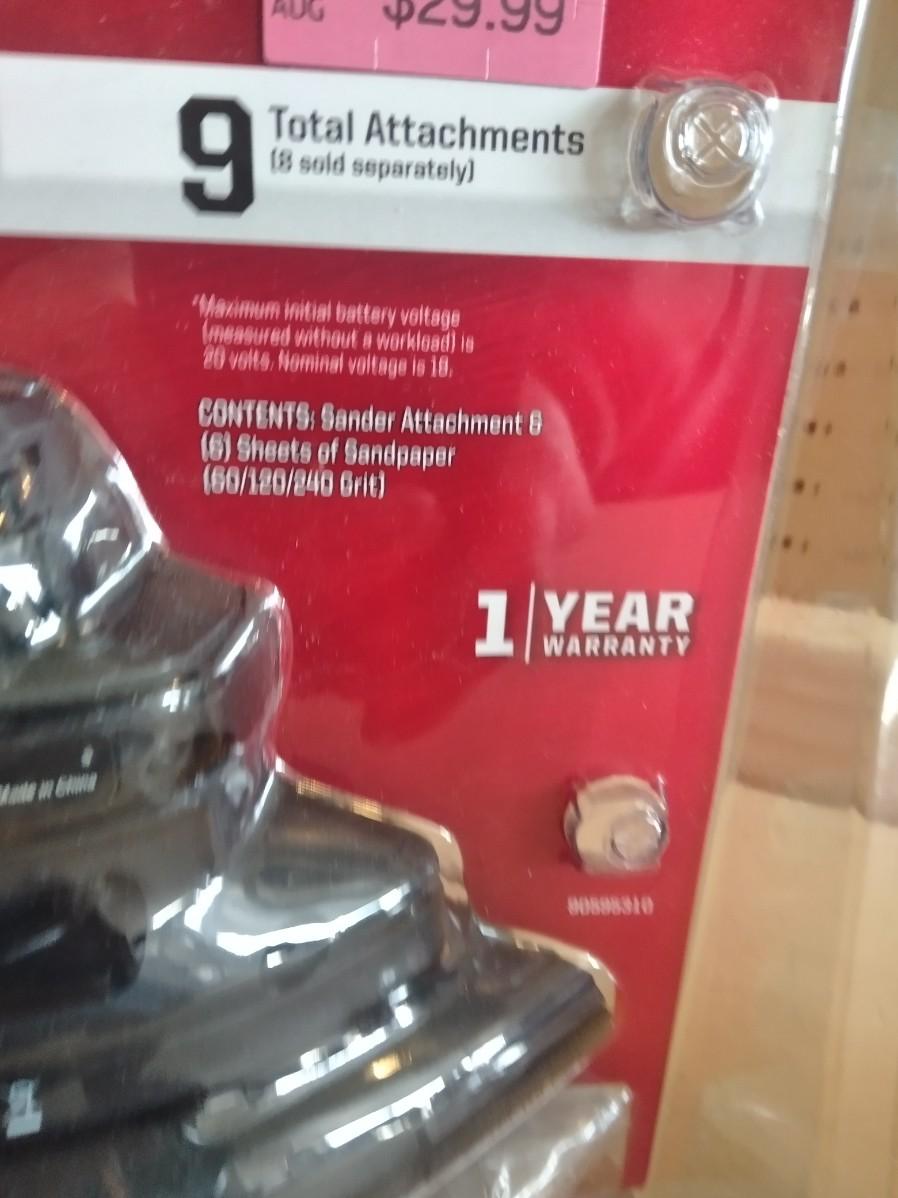 AUG $29.99
9 Total Attachments
(8 sold separately)
*Maximum initial battery voltage
(measured without a workload) is
20 volts. Nominal voltage is 18.
CONTENTS: Sander Attachment &
(6) Sheets of Sandpaper
(60/120/240 Grit)
1 YEAR
WARRANTY
Made in China
90595310